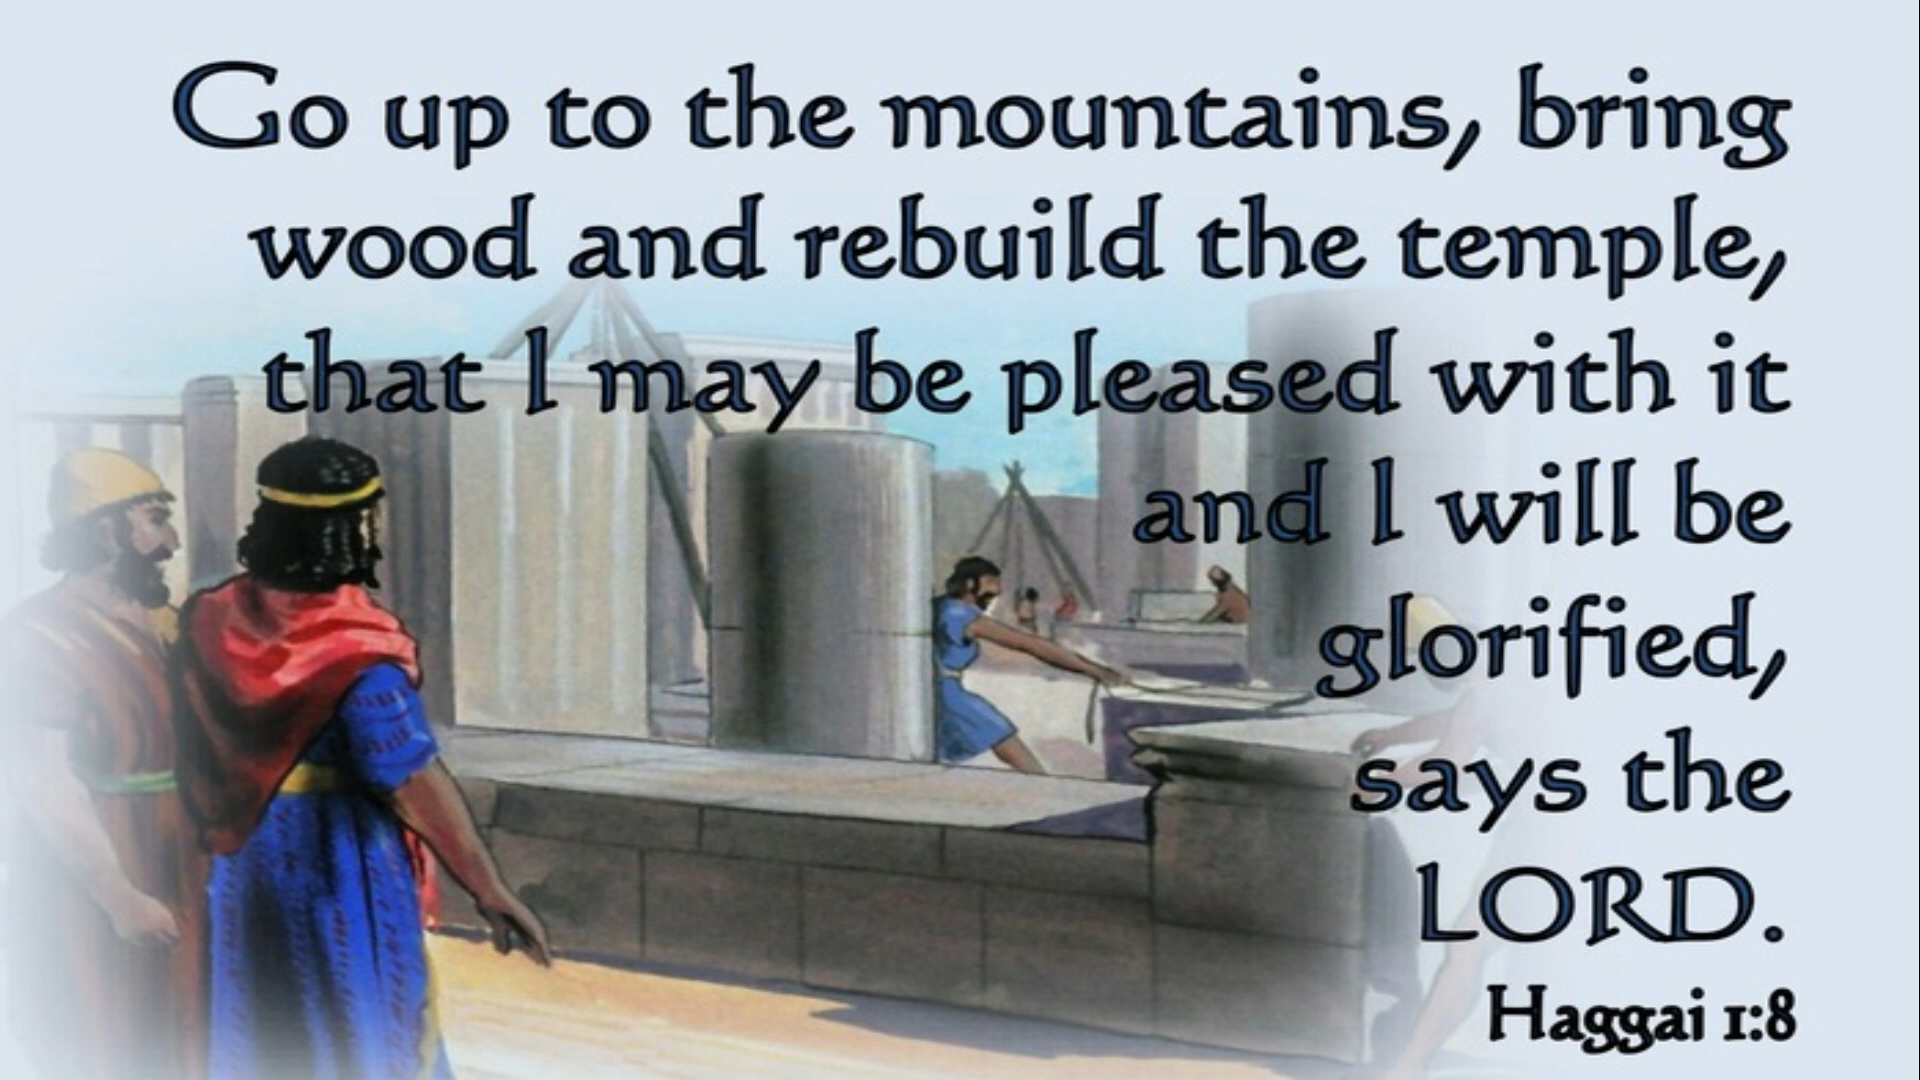 Go up to the mountains, bring
wood and rebuild the temple,
that I may be pleased with it
and I will be
glorified,
says the
LORD.
Haggai 1:8